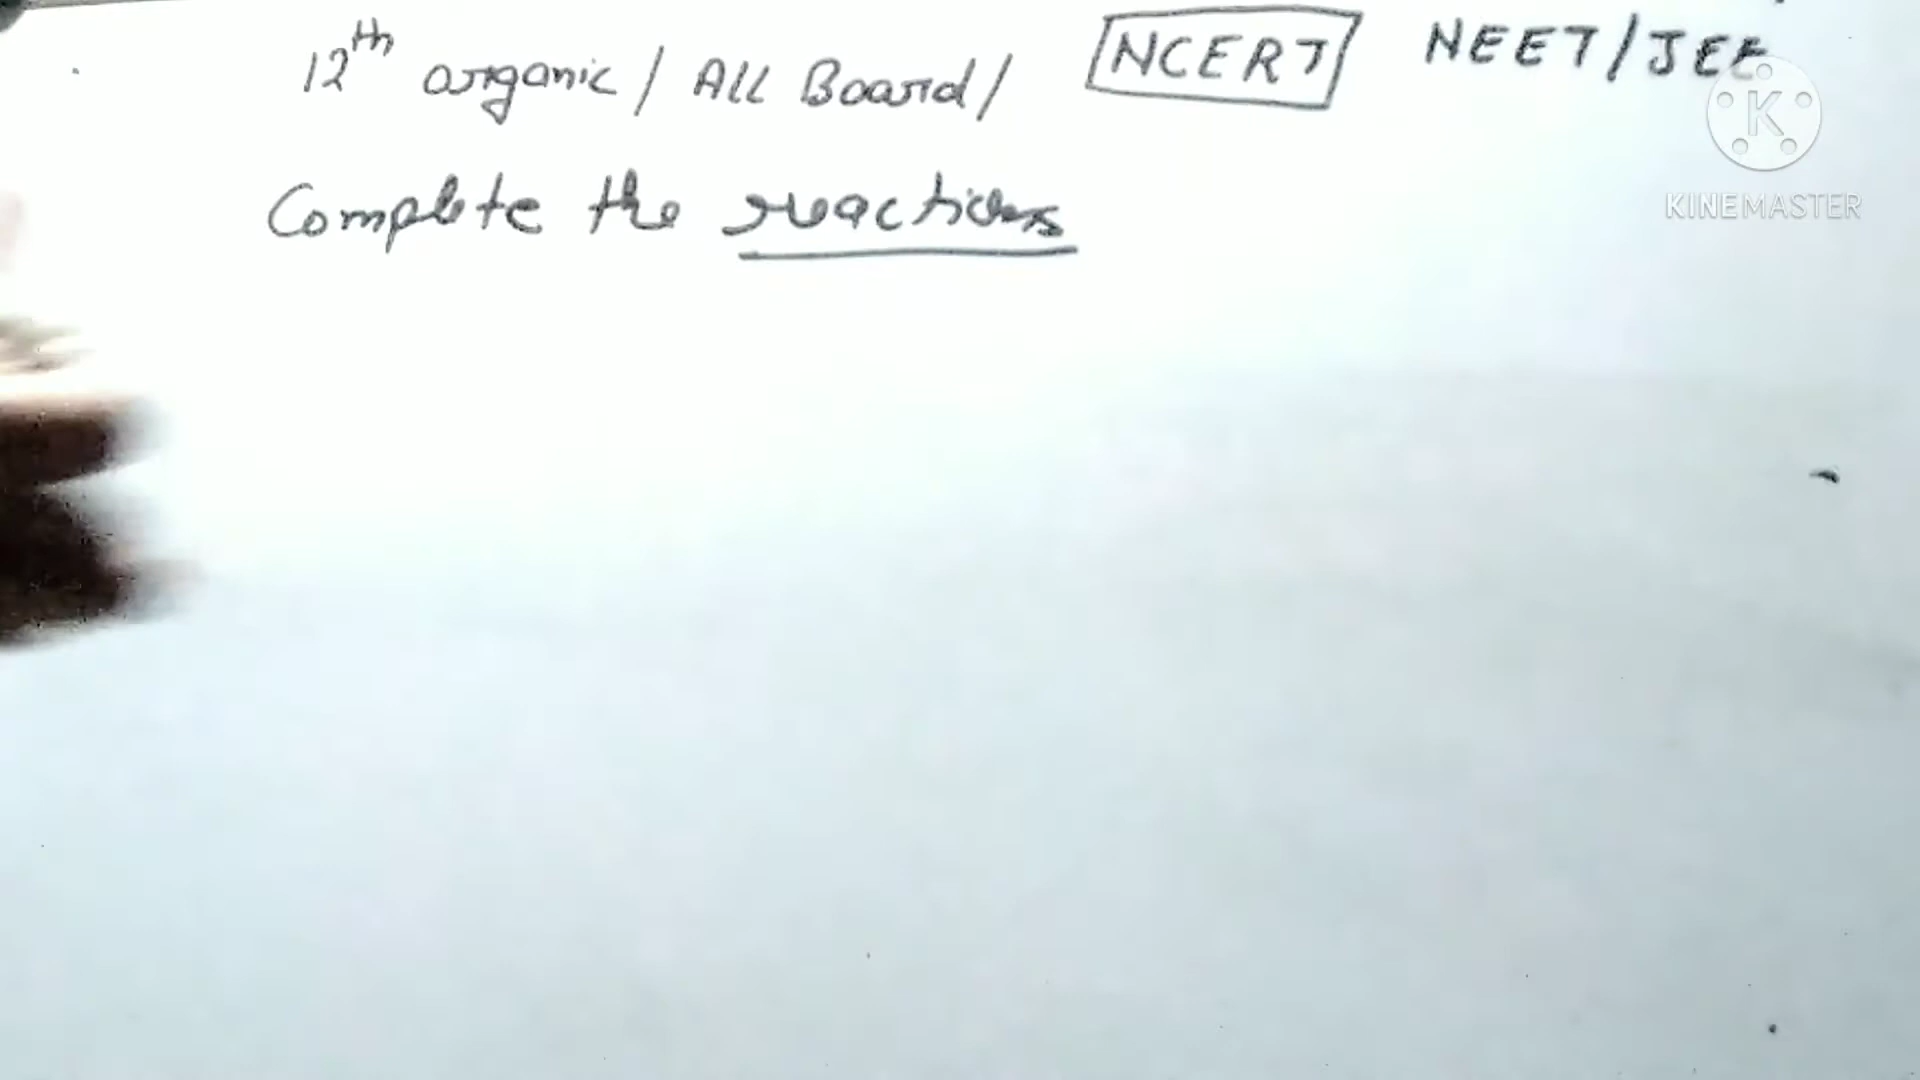 12th organic / All Board / NCERT NEET/JEE
Complete the reactions
K
KINEMASTER